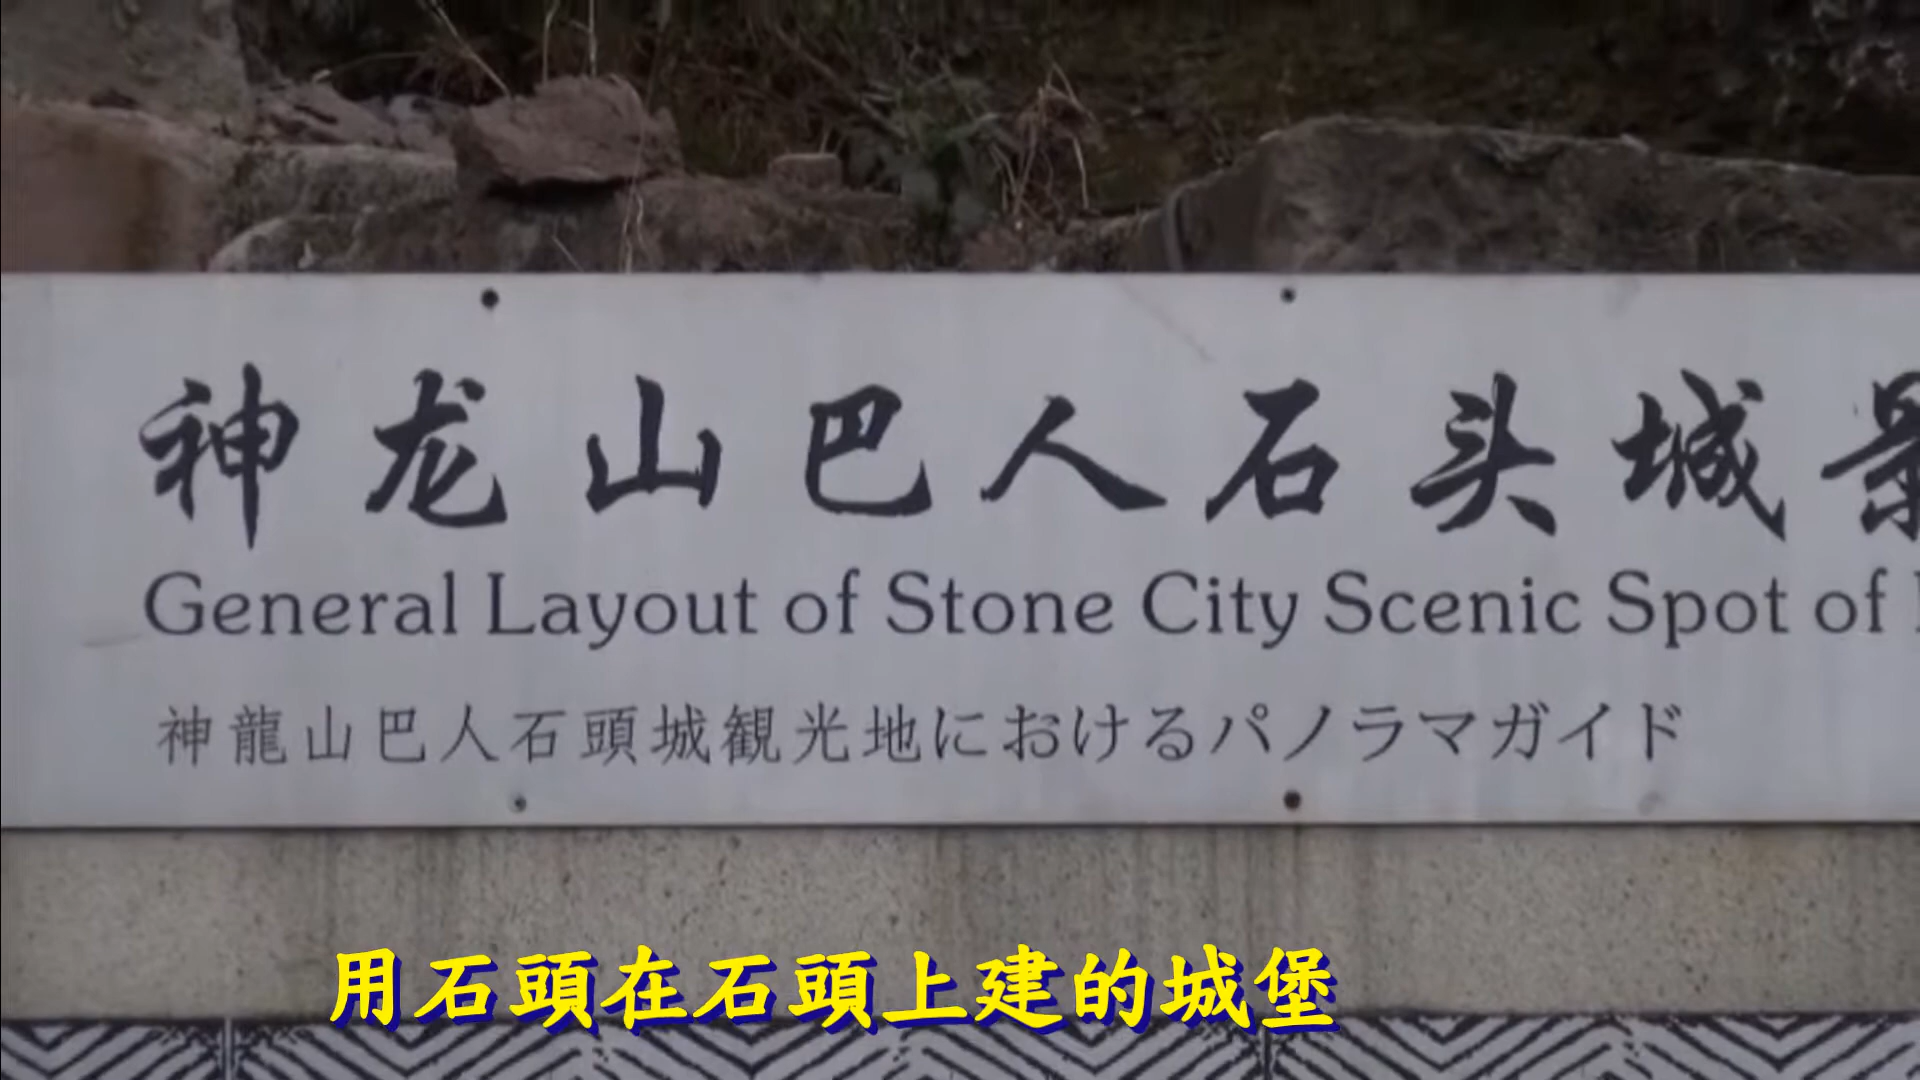 神龙山巴人石头城景
General Layout of Stone City Scenic Spot of
神龍山巴人石頭城観光地におけるパノラマガイド
用石頭在石頭上建的城堡